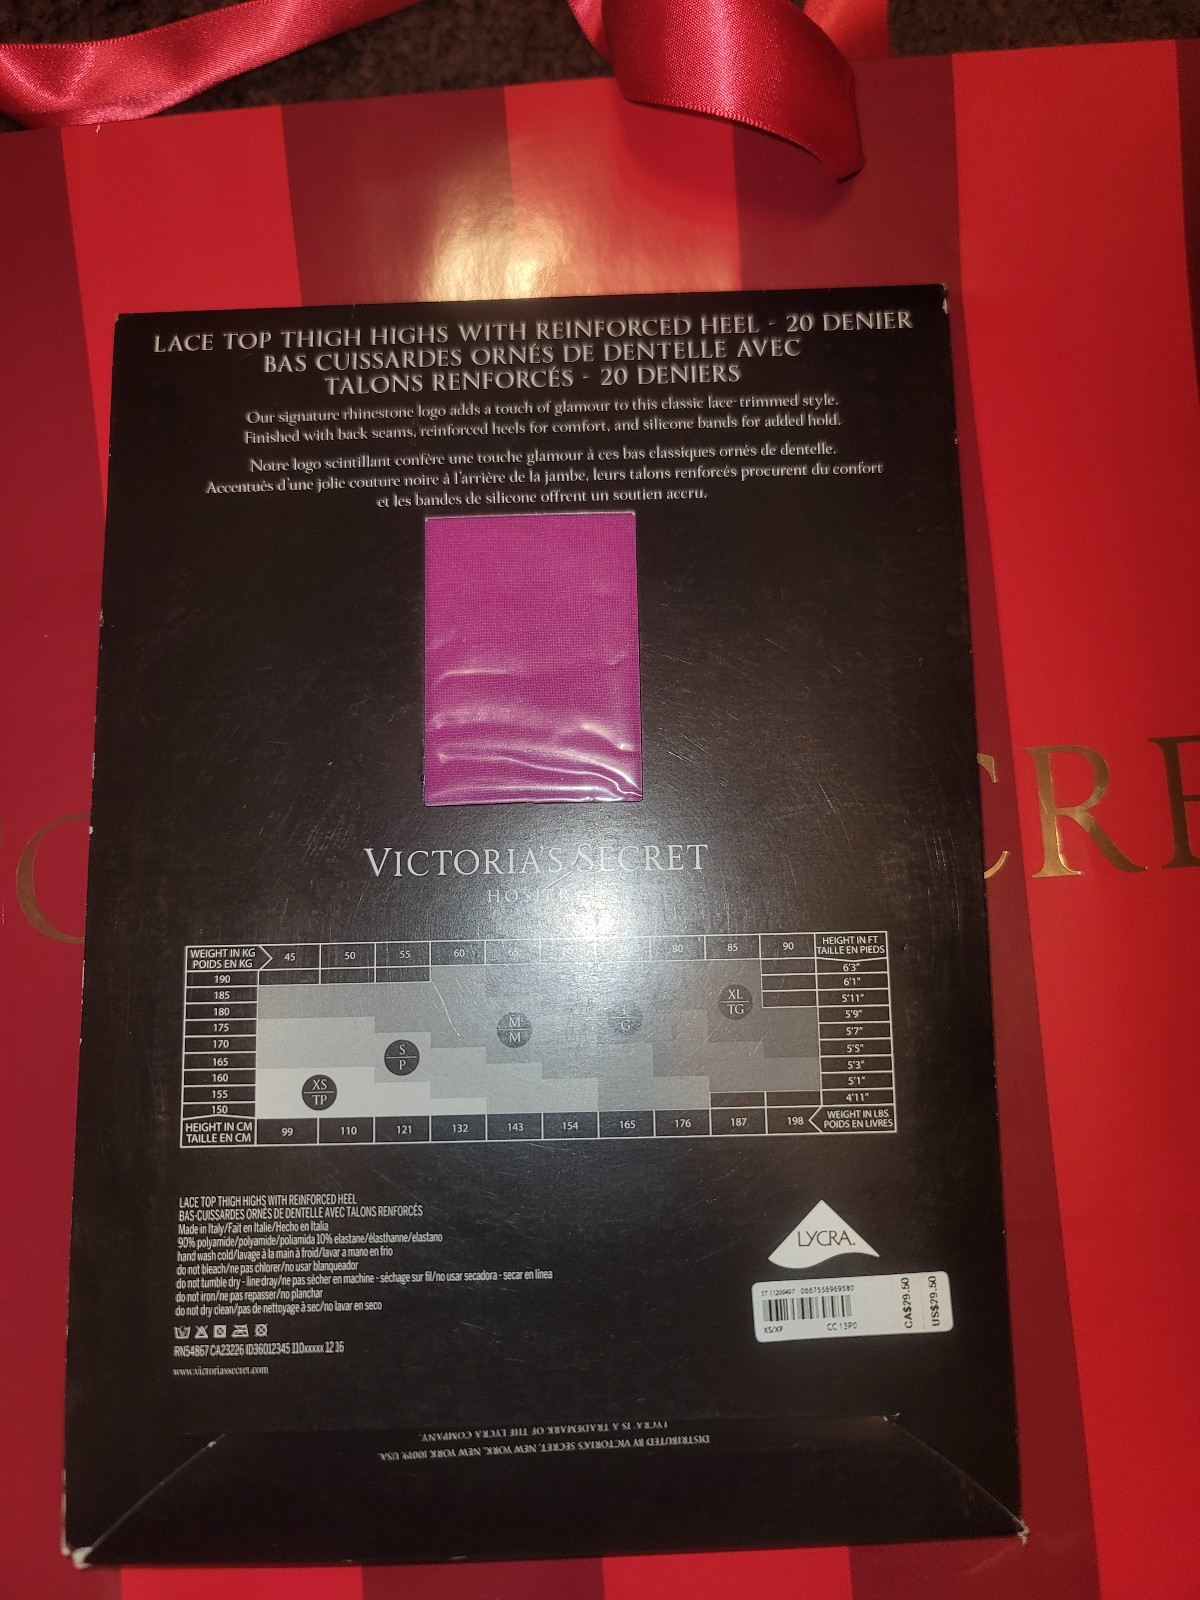 LACE TOP THIGH HIGHS WITH REINFORCED HEEL - 20 DENIER
BAS CUISSARDES ORNÉS DE DENTELLE AVEC
TALONS RENFORCÉS - 20 DENIERS
Our signature rhinestone logo adds a touch of glamour to this classic lace-trimmed style.
Finished with back seams, reinforced heels for comfort, and silicone bands for added hold.
Notre logo scintillant confère une touche glamour à ces bas classiques ornés de dentelle.
Accentués d'une jolie couture noire à l'arrière de la jambe, leurs talons renforcés procurent du confort
et les bandes de silicone offrent un soutien accru.
CRE
VICTORIA'S SECRET
WEIGHT IN KG
POIDS EN KG
45 50 55 60 65 80 85 90
HEIGHT IN FT
TAILLE EN PIEDS
190 6'3"
185 6'1"
180 5'11"
175 5'9"
170 5'7"
165 5'5"
160 5'3"
155 5'1"
150 4'11"
XL
TG
G
M
M
S
P
XS
TP
HEIGHT IN CM
TAILLE EN CM
99 110 121 132 143 154 165 176 187 198
WEIGHT IN LBS
POIDS EN LIVRES
LACE TOP THIGH HIGHS WITH REINFORCED HEEL
BAS-CUISSARDES ORNÉS DE DENTELLE AVEC TALONS RENFORCÉS
Made in Italy/Fait en Italie/Hecho en Italia
90% polyamide/polyamide/poliamida 10% elastane/élasthanne/elastano
hand wash cold/lavage à la main à froid/lavar a mano en frio
do not bleach/ne pas chlorer/no usar blanqueador
do not tumble dry - line dray/ne pas sécher en machine - séchage sur fil/no usar secadora - secar en línea
do not iron/ne pas repasser/no planchar
do not dry clean/pas de nettoyage à sec/no lavar en seco
RN54867 CA23226 ID36012345 110xxxxx 12 16
www.victoriassecret.com
LYCRA.
ST 11200497 0667556969580
XS/XP CC 13P0
CA$29.50
US$29.50
LYCRA IS A TRADEMARK OF THE LYCRA COMPANY.
DISTRIBUTED BY VICTORIA'S SECRET, NEW YORK, NEW YORK 10019, USA.